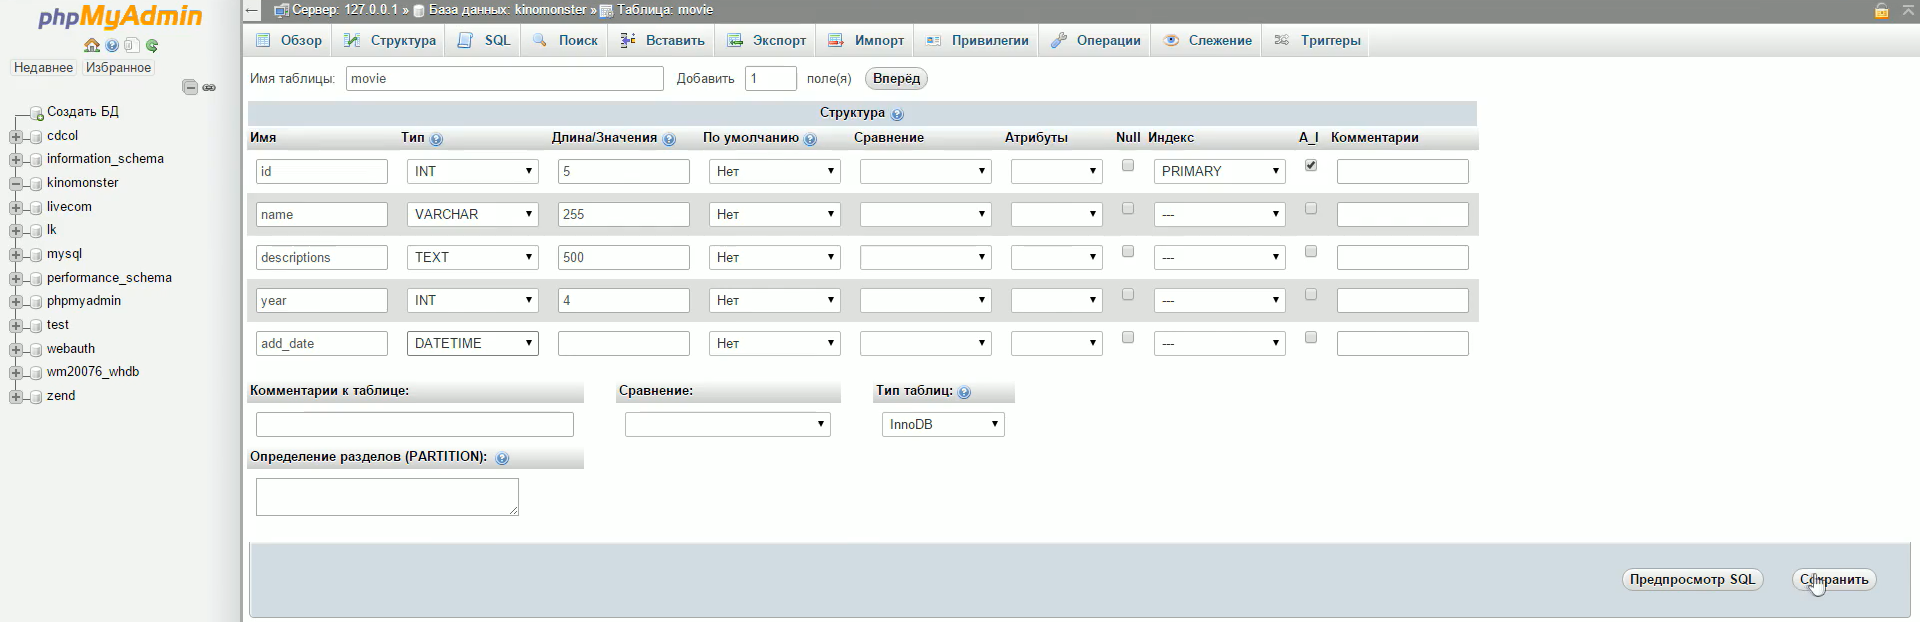 phpMyAdmin
Недавнее Избранное
Создать БД
cdcol
information_schema
kinomonster
livecom
lk
mysql
performance_schema
phpmyadmin
test
webauth
wm20076_whdb
zend
Сервер: 127.0.0.1 » База данных: kinomonster » Таблица: movie
Обзор Структура SQL Поиск Вставить Экспорт Импорт Привилегии Операции Слежение Триггеры
Имя таблицы: movie Добавить 1 поле(я) Вперёд
Структура
Имя Тип Длина/Значения По умолчанию Сравнение Атрибуты Null Индекс A_I Комментарии
id INT 5 Нет PRIMARY
name VARCHAR 255 Нет ---
descriptions TEXT 500 Нет ---
year INT 4 Нет ---
add_date DATETIME Нет ---
Комментарии к таблице: Сравнение: Тип таблиц:
InnoDB
Определение разделов (PARTITION):
Предпросмотр SQL Сохранить